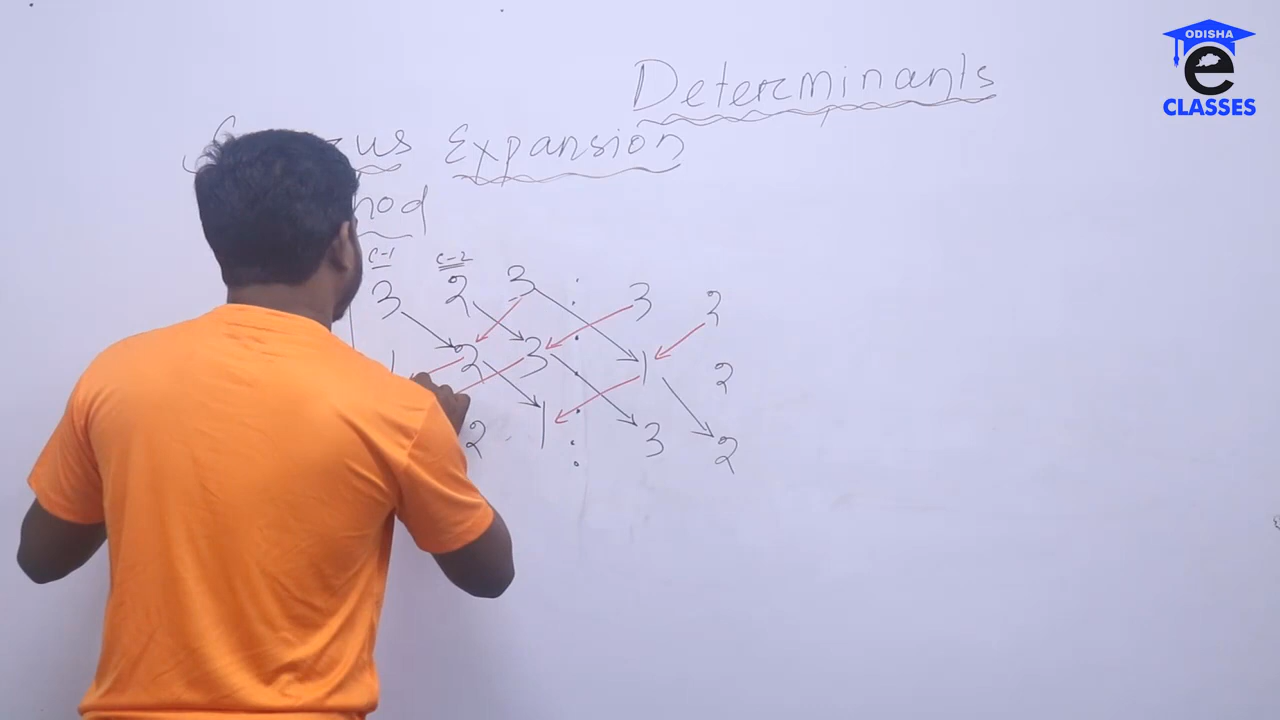 Determinants
Expansion
C-1 C-2
3 2 3 : 3 2
1 2 3 : 1 2
2 1 : 3 2
ODISHA
e
CLASSES